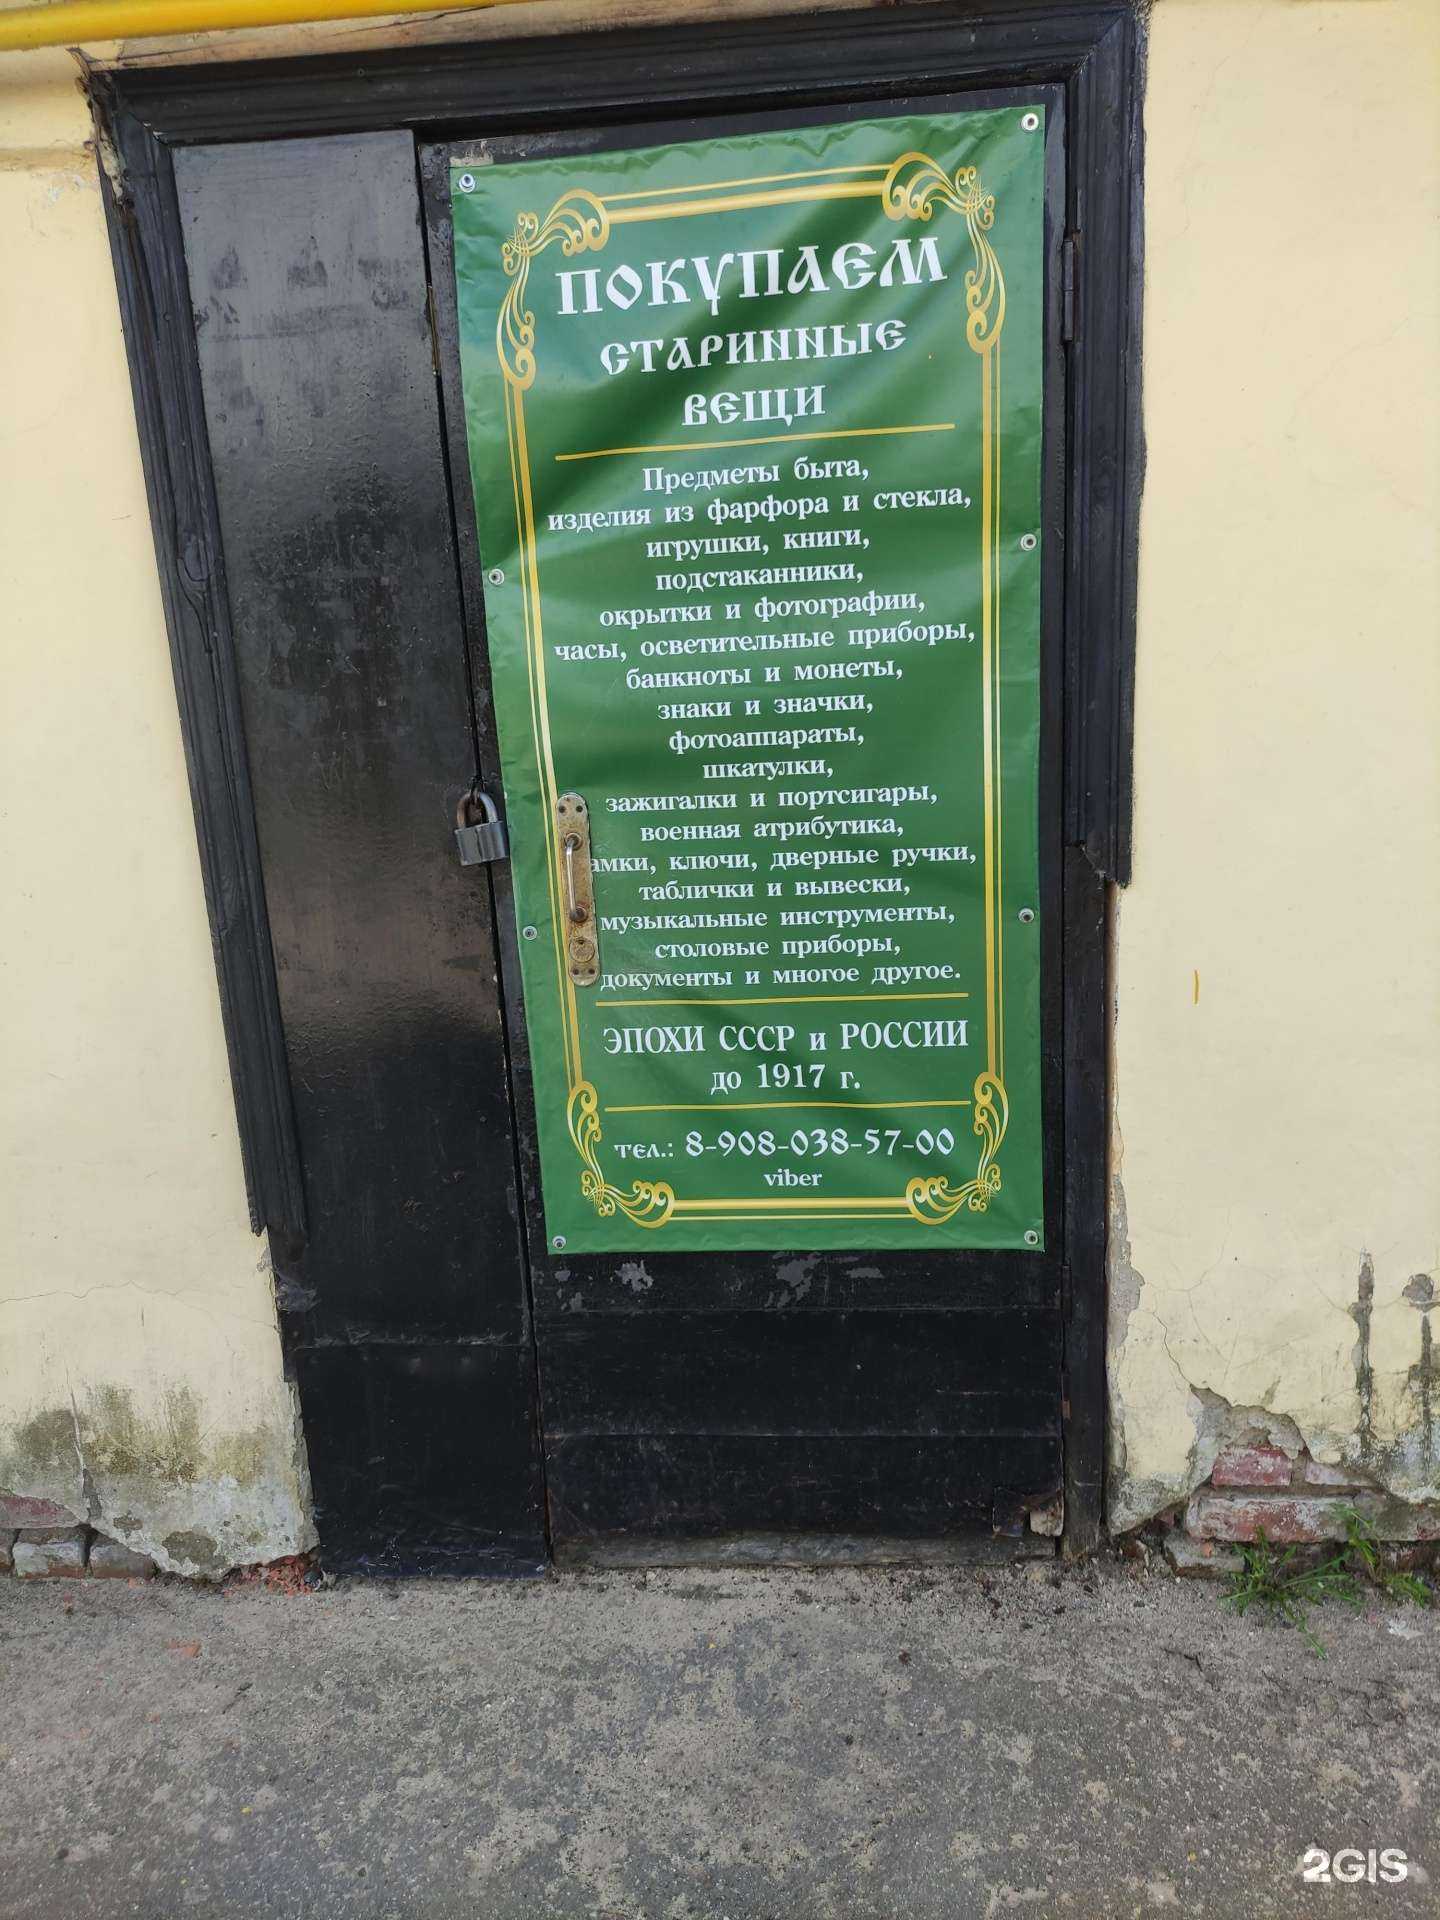 ПОКУПАЕМ
СТАРИННЫЕ
ВЕЩИ
Предметы быта,
изделия из фарфора и стекла,
игрушки, книги,
подстаканники,
окрытки и фотографии,
часы, осветительные приборы,
банкноты и монеты,
знаки и значки,
фотоаппараты,
шкатулки,
зажигалки и портсигары,
военная атрибутика,
амки, ключи, дверные ручки,
таблички и вывески,
музыкальные инструменты,
столовые приборы,
документы и многое другое.
ЭПОХИ СССР и РОССИИ
до 1917 г.
тел.: 8-908-038-57-00
viber
2GIS